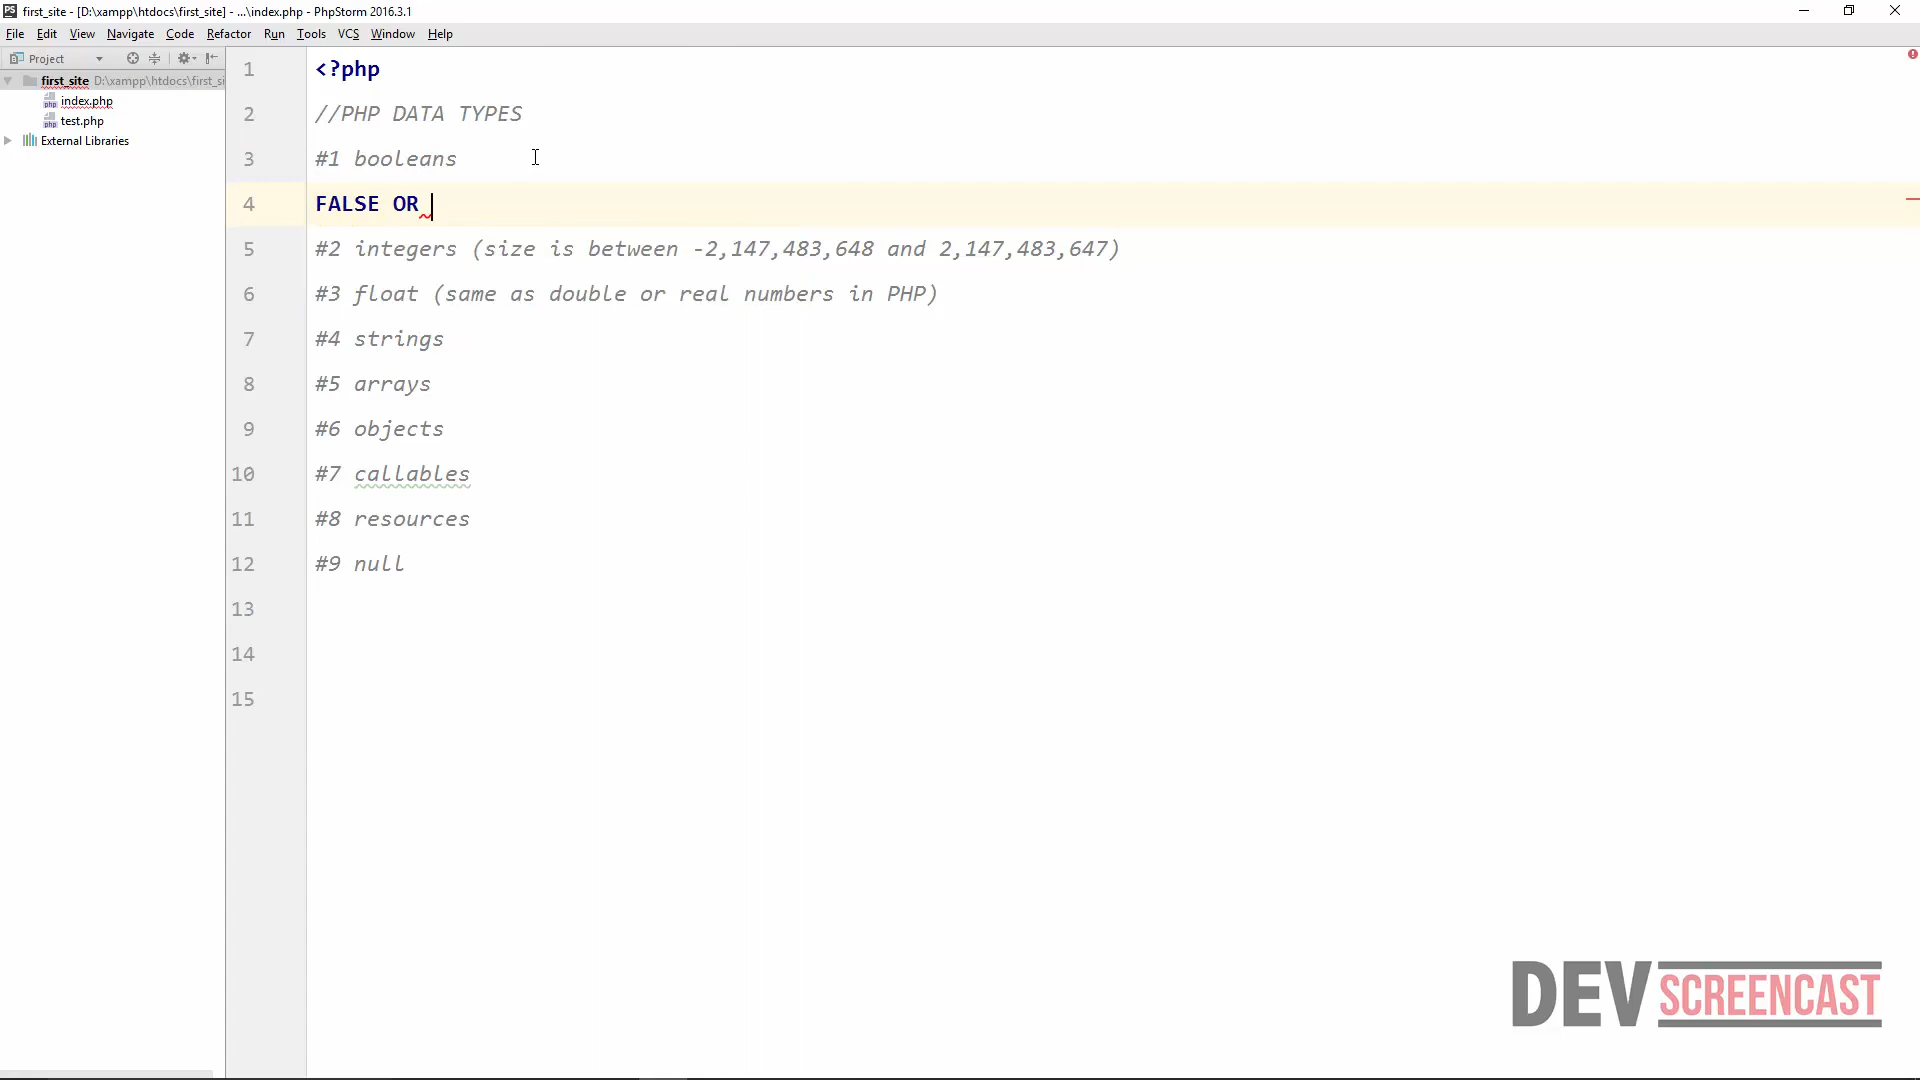 first_site - [D:\xampp\htdocs\first_site] - ...\index.php - PhpStorm 2016.3.1
File Edit View Navigate Code Refactor Run Tools VCS Window Help
Project
first_site D:\xampp\htdocs\first_si
index.php
test.php
External Libraries
1 <?php
2 //PHP DATA TYPES
3 #1 booleans
4 FALSE OR
5 #2 integers (size is between -2,147,483,648 and 2,147,483,647)
6 #3 float (same as double or real numbers in PHP)
7 #4 strings
8 #5 arrays
9 #6 objects
10 #7 callables
11 #8 resources
12 #9 null
13
14
15
DEV SCREENCAST